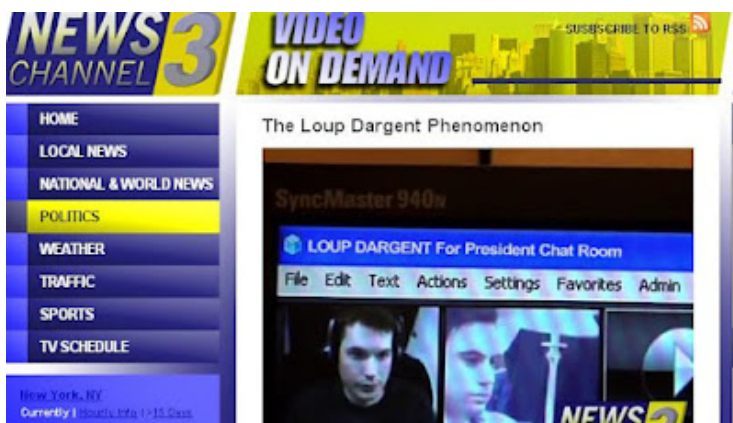 NEWS
CHANNEL 3
VIDEO
ON DEMAND
SUSBSCRIBE TO RSS
HOME
LOCAL NEWS
NATIONAL & WORLD NEWS
POLITICS
WEATHER
TRAFFIC
SPORTS
TV SCHEDULE
New York, NY
Currently | Hourly Info | >15 Days
The Loup Dargent Phenomenon
SyncMaster 940N
LOUP DARGENT For President Chat Room
File Edit Text Actions Settings Favorites Admin
NEWS 3